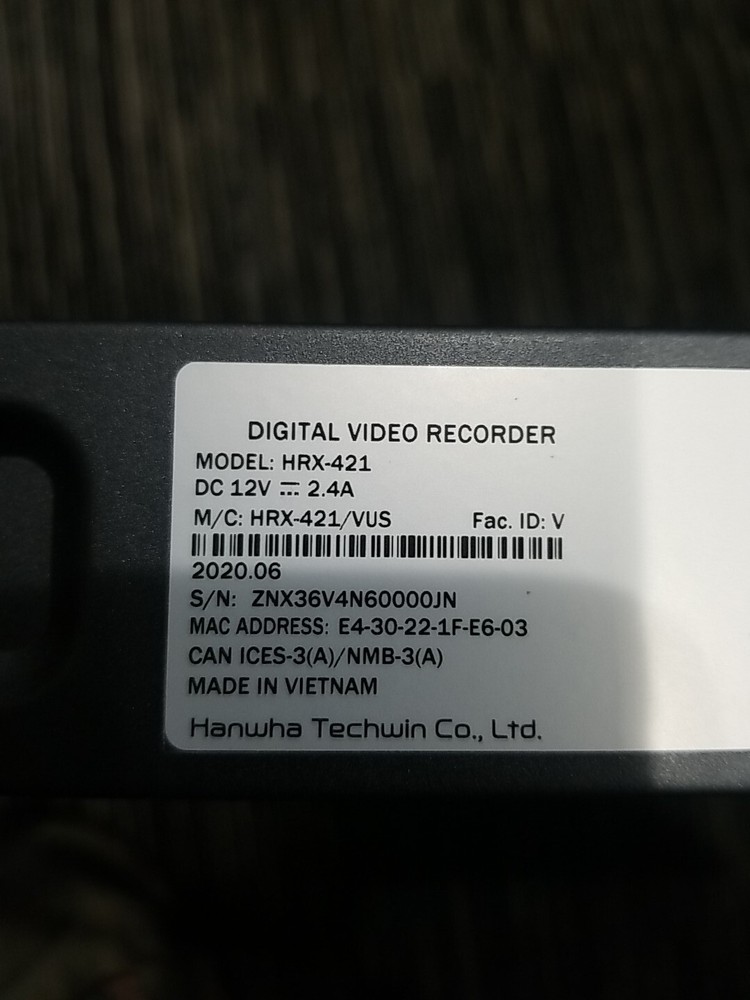 DIGITAL VIDEO RECORDER
MODEL: HRX-421
DC 12V ⎓ 2.4A
M/C: HRX-421/VUS Fac. ID: V
2020.06
S/N: ZNX36V4N60000JN
MAC ADDRESS: E4-30-22-1F-E6-03
CAN ICES-3(A)/NMB-3(A)
MADE IN VIETNAM
Hanwha Techwin Co., Ltd.